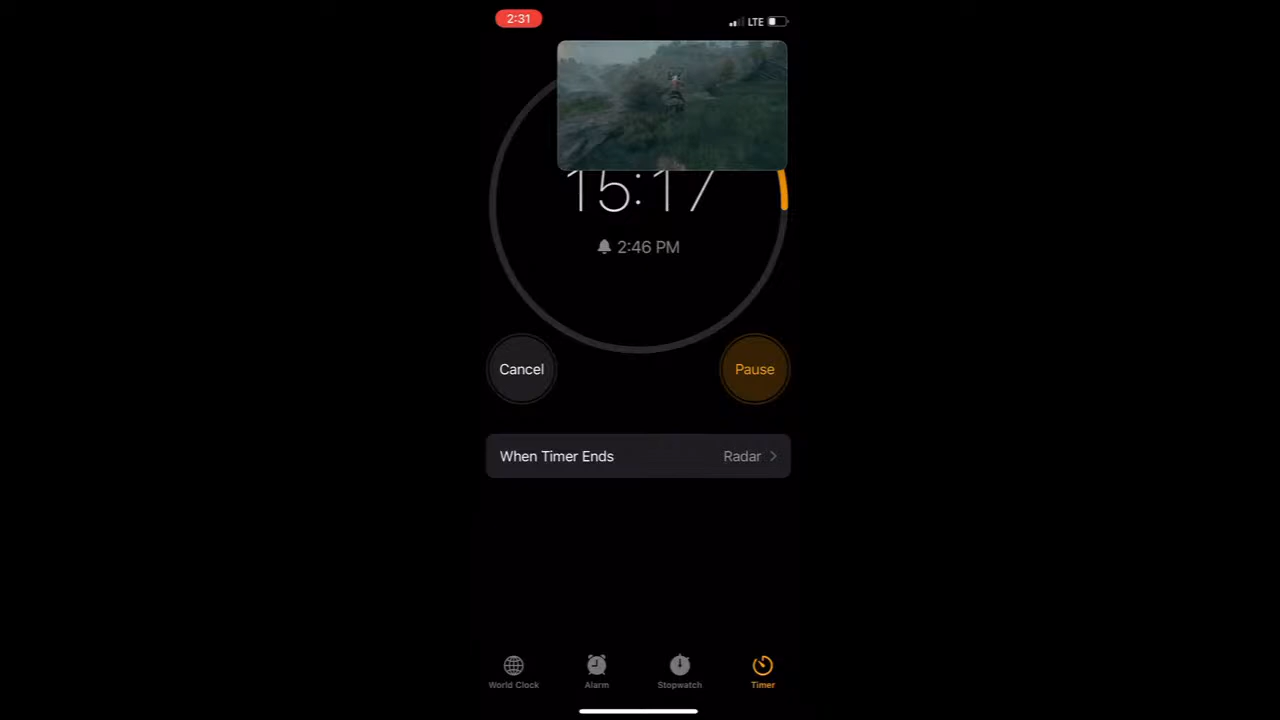 2:31
LTE
15:17
2:46 PM
Cancel
Pause
When Timer Ends
Radar
World Clock
Alarm
Stopwatch
Timer